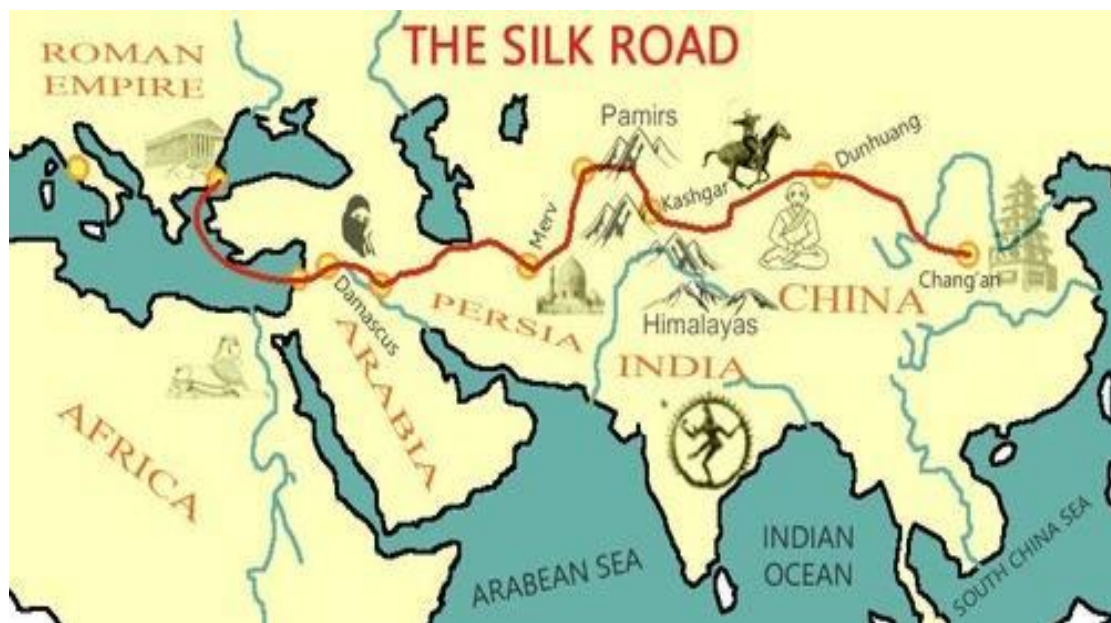 THE SILK ROAD
ROMAN
EMPIRE
Pamirs
Dunhuang
Kashgar
Merv
Chang'an
Damascus
PERSIA
CHINA
Himalayas
ARABIA
INDIA
AFRICA
INDIAN
OCEAN
ARABEAN SEA
SOUTH CHINA SEA